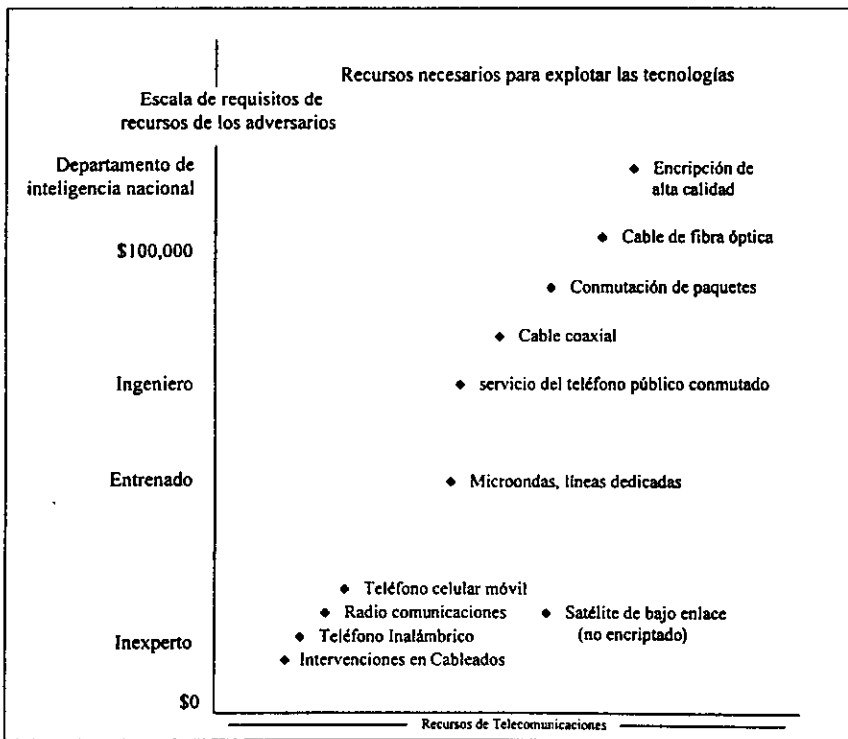 Recursos necesarios para explotar las tecnologías
Escala de requisitos de
recursos de los adversarios
Departamento de
inteligencia nacional
Encripción de
alta calidad
$100,000
Cable de fibra óptica
Conmutación de paquetes
Cable coaxial
Ingeniero
servicio del teléfono público conmutado
Entrenado
Microondas, líneas dedicadas
Teléfono celular móvil
Radio comunicaciones
Satélite de bajo enlace
(no encriptado)
Teléfono Inalámbrico
Inexperto
Intervenciones en Cableados
$0
Recursos de Telecomunicaciones